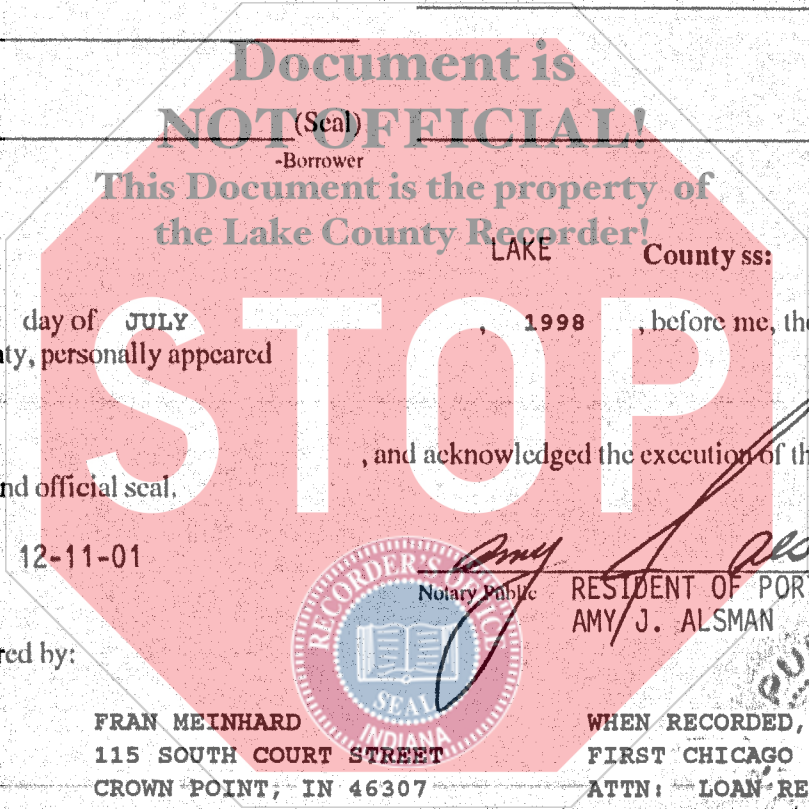 Document is
NOT OFFICIAL!
(Seal)
-Borrower
This Document is the property of
the Lake County Recorder!
LAKE County ss:
day of JULY , 1998 , before me, the
ty, personally appeared
STOP
, and acknowledged the execution of th
nd official seal.
12-11-01
Amy J Als
Notary Public RESIDENT OF POR
AMY J. ALSMAN
RECORDER'S OFFICE
SEAL
INDIANA
red by:
FRAN MEINHARD WHEN RECORDED,
115 SOUTH COURT STREET FIRST CHICAGO
CROWN POINT, IN 46307 ATTN: LOAN RE